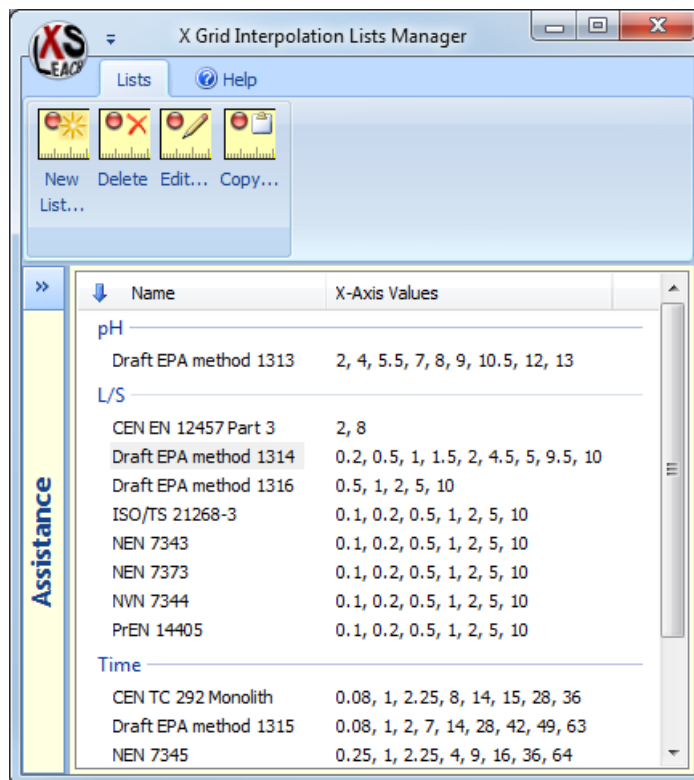 XS
LEACH
X Grid Interpolation Lists Manager
Lists Help
New List... Delete Edit... Copy...
»
Assistance
Name X-Axis Values
pH
Draft EPA method 1313 2, 4, 5.5, 7, 8, 9, 10.5, 12, 13
L/S
CEN EN 12457 Part 3 2, 8
Draft EPA method 1314 0.2, 0.5, 1, 1.5, 2, 4.5, 5, 9.5, 10
Draft EPA method 1316 0.5, 1, 2, 5, 10
ISO/TS 21268-3 0.1, 0.2, 0.5, 1, 2, 5, 10
NEN 7343 0.1, 0.2, 0.5, 1, 2, 5, 10
NEN 7373 0.1, 0.2, 0.5, 1, 2, 5, 10
NVN 7344 0.1, 0.2, 0.5, 1, 2, 5, 10
PrEN 14405 0.1, 0.2, 0.5, 1, 2, 5, 10
Time
CEN TC 292 Monolith 0.08, 1, 2.25, 8, 14, 15, 28, 36
Draft EPA method 1315 0.08, 1, 2, 7, 14, 28, 42, 49, 63
NEN 7345 0.25, 1, 2.25, 4, 9, 16, 36, 64